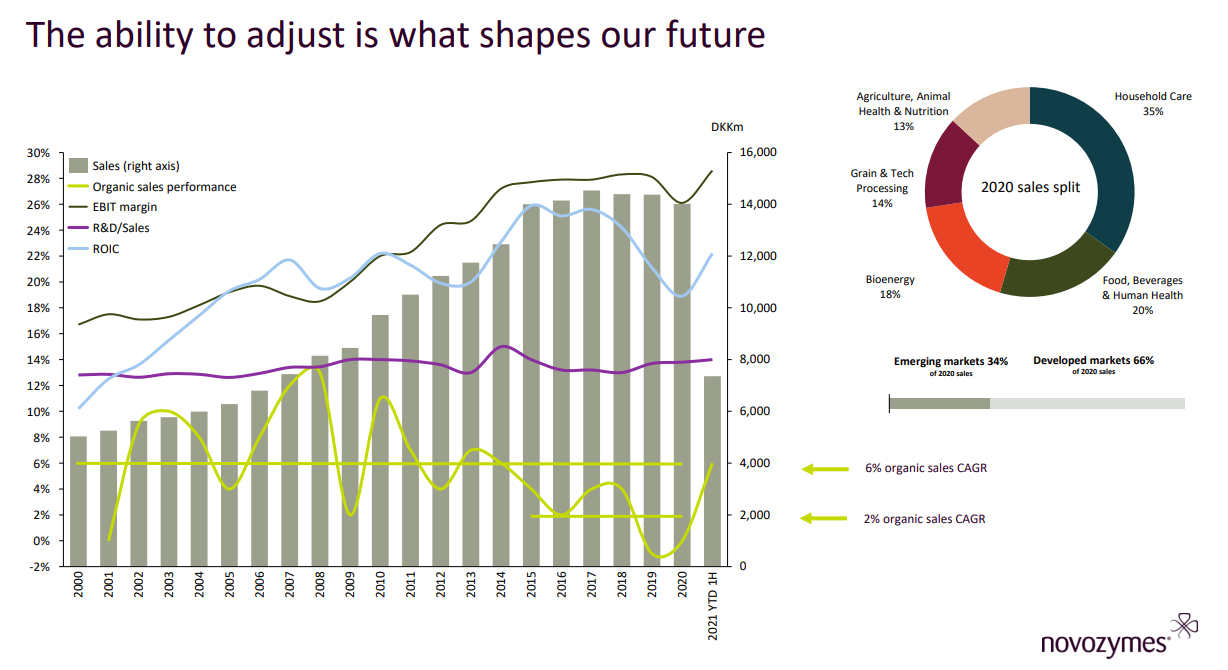 The ability to adjust is what shapes our future
DKKm
30%
28%
26%
24%
22%
20%
18%
16%
14%
12%
10%
8%
6%
4%
2%
0%
-2%
Sales (right axis)
Organic sales performance
EBIT margin
R&D/Sales
ROIC
16,000
14,000
12,000
10,000
8,000
6,000
4,000
2,000
0
2000
2001
2002
2003
2004
2005
2006
2007
2008
2009
2010
2011
2012
2013
2014
2015
2016
2017
2018
2019
2020
2021 YTD 1H
Agriculture, Animal
Health & Nutrition
13%
Household Care
35%
Grain & Tech
Processing
14%
2020 sales split
Bioenergy
18%
Food, Beverages
& Human Health
20%
Emerging markets 34%
of 2020 sales
Developed markets 66%
of 2020 sales
6% organic sales CAGR
2% organic sales CAGR
novozymes®